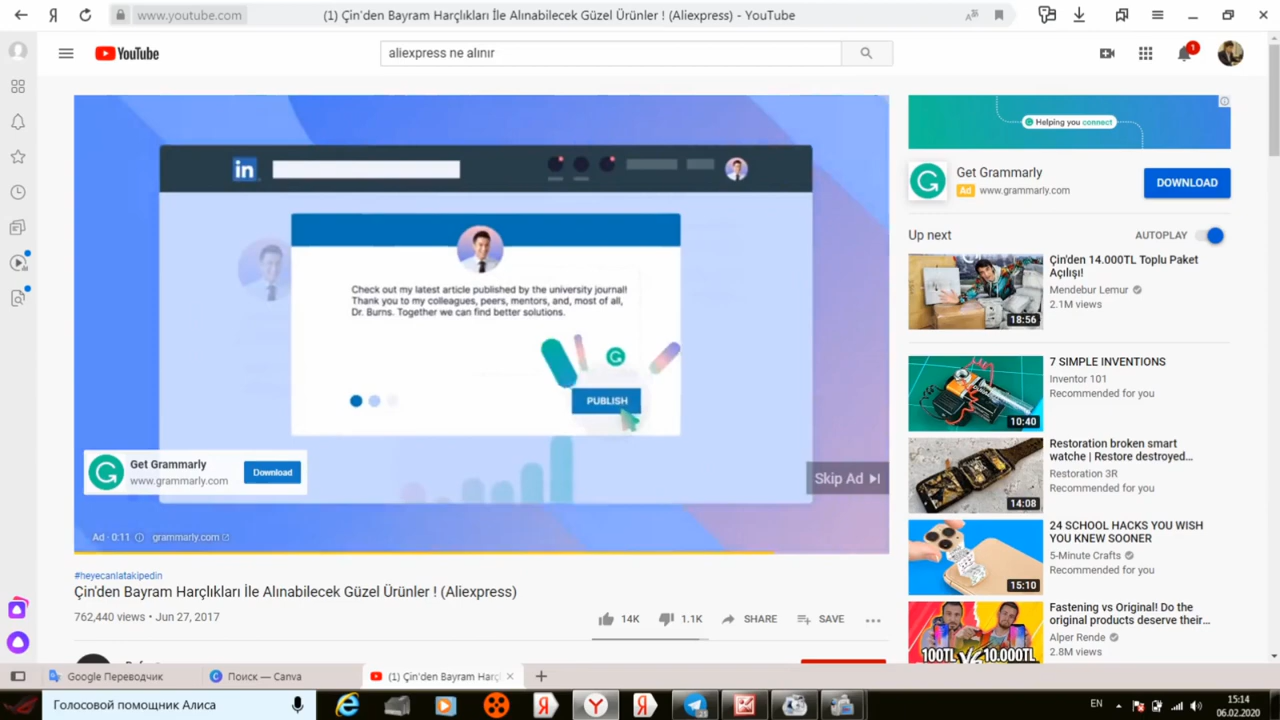 www.youtube.com
(1) Çin'den Bayram Harçlıkları İle Alınabilecek Güzel Ürünler ! (Aliexpress) - YouTube
YouTube
aliexpress ne alınır
1
in
Check out my latest article published by the university journal!
Thank you to my colleagues, peers, mentors, and, most of all,
Dr. Burns. Together we can find better solutions.
PUBLISH
Get Grammarly
www.grammarly.com
Download
Skip Ad
Ad · 0:11
grammarly.com
#heyecanlatakipedin
Çin'den Bayram Harçlıkları İle Alınabilecek Güzel Ürünler ! (Aliexpress)
762,440 views • Jun 27, 2017
14K
1.1K
SHARE
SAVE
Helping you connect
Get Grammarly
Ad www.grammarly.com
DOWNLOAD
Up next
AUTOPLAY
Çin'den 14.000TL Toplu Paket
Açılışı!
Mendebur Lemur
2.1M views
18:56
7 SIMPLE INVENTIONS
Inventor 101
Recommended for you
10:40
Restoration broken smart
watche | Restore destroyed...
Restoration 3R
Recommended for you
14:08
24 SCHOOL HACKS YOU WISH
YOU KNEW SOONER
5-Minute Crafts
Recommended for you
15:10
Fastening vs Original! Do the
original products deserve their...
Alper Rende
2.8M views
100TL VS 10.000TL
Google Переводчик
Поиск — Canva
(1) Çin'den Bayram Harçl
Голосовой помощник Алиса
EN
15:14
06.02.2020